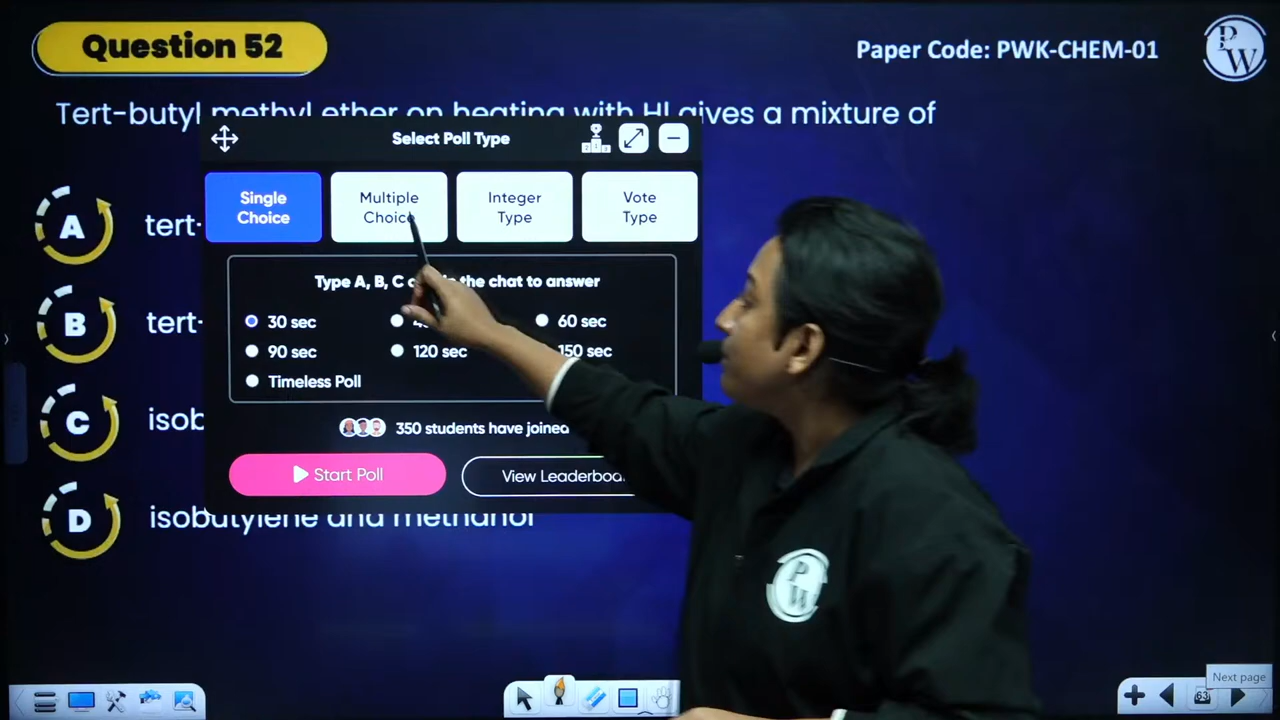 Question 52
Paper Code: PWK-CHEM-01
PW
Tert-butyl methyl ether on heating with HI gives a mixture of
Select Poll Type
A tert-
Single Choice
Multiple Choice
Integer Type
Vote Type
Type A, B, C the chat to answer
B tert-
30 sec
60 sec
90 sec
120 sec
150 sec
Timeless Poll
C isob
350 students have joined
Start Poll
View Leaderboa
D isobutylene and methanol
PW
63
Next page